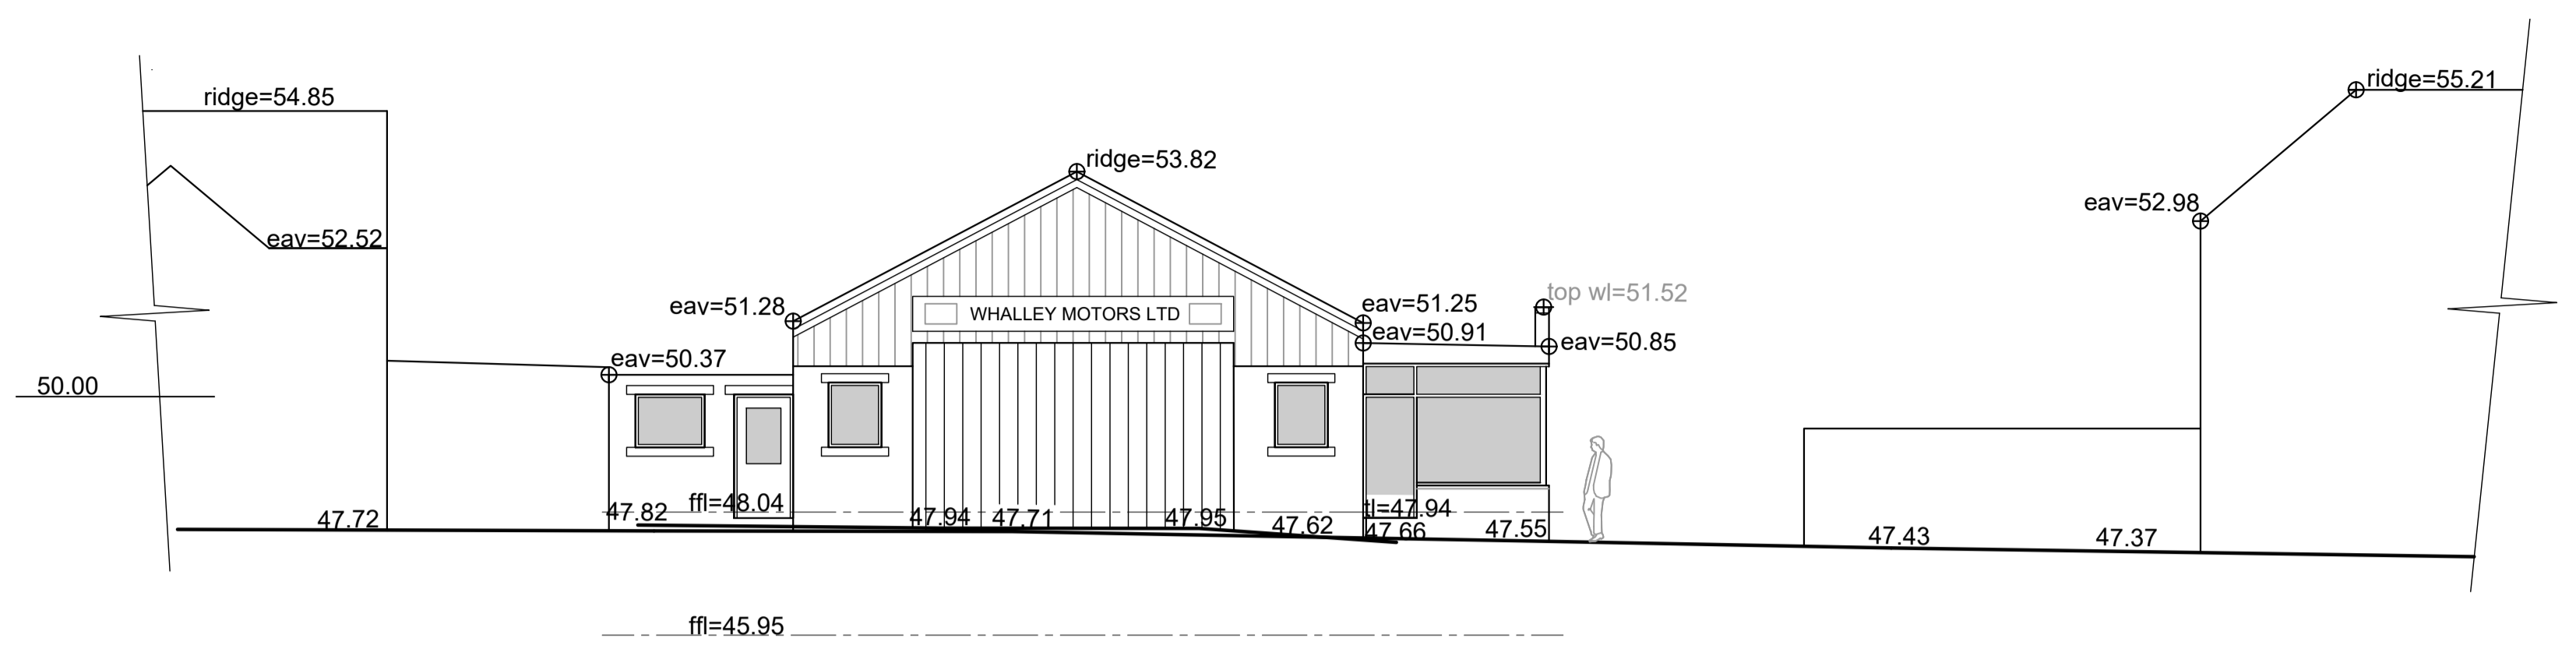 ridge=54.85
ridge=55.21
ridge=53.82
eav=52.98
eav=52.52
top wl=51.52
eav=51.28
eav=51.25
WHALLEY MOTORS LTD
eav=50.91
eav=50.85
eav=50.37
50.00
ffl=48.04
tl=47.94
47.72
47.82
47.94
47.71
47.95
47.62
47.66
47.55
47.43
47.37
ffl=45.95